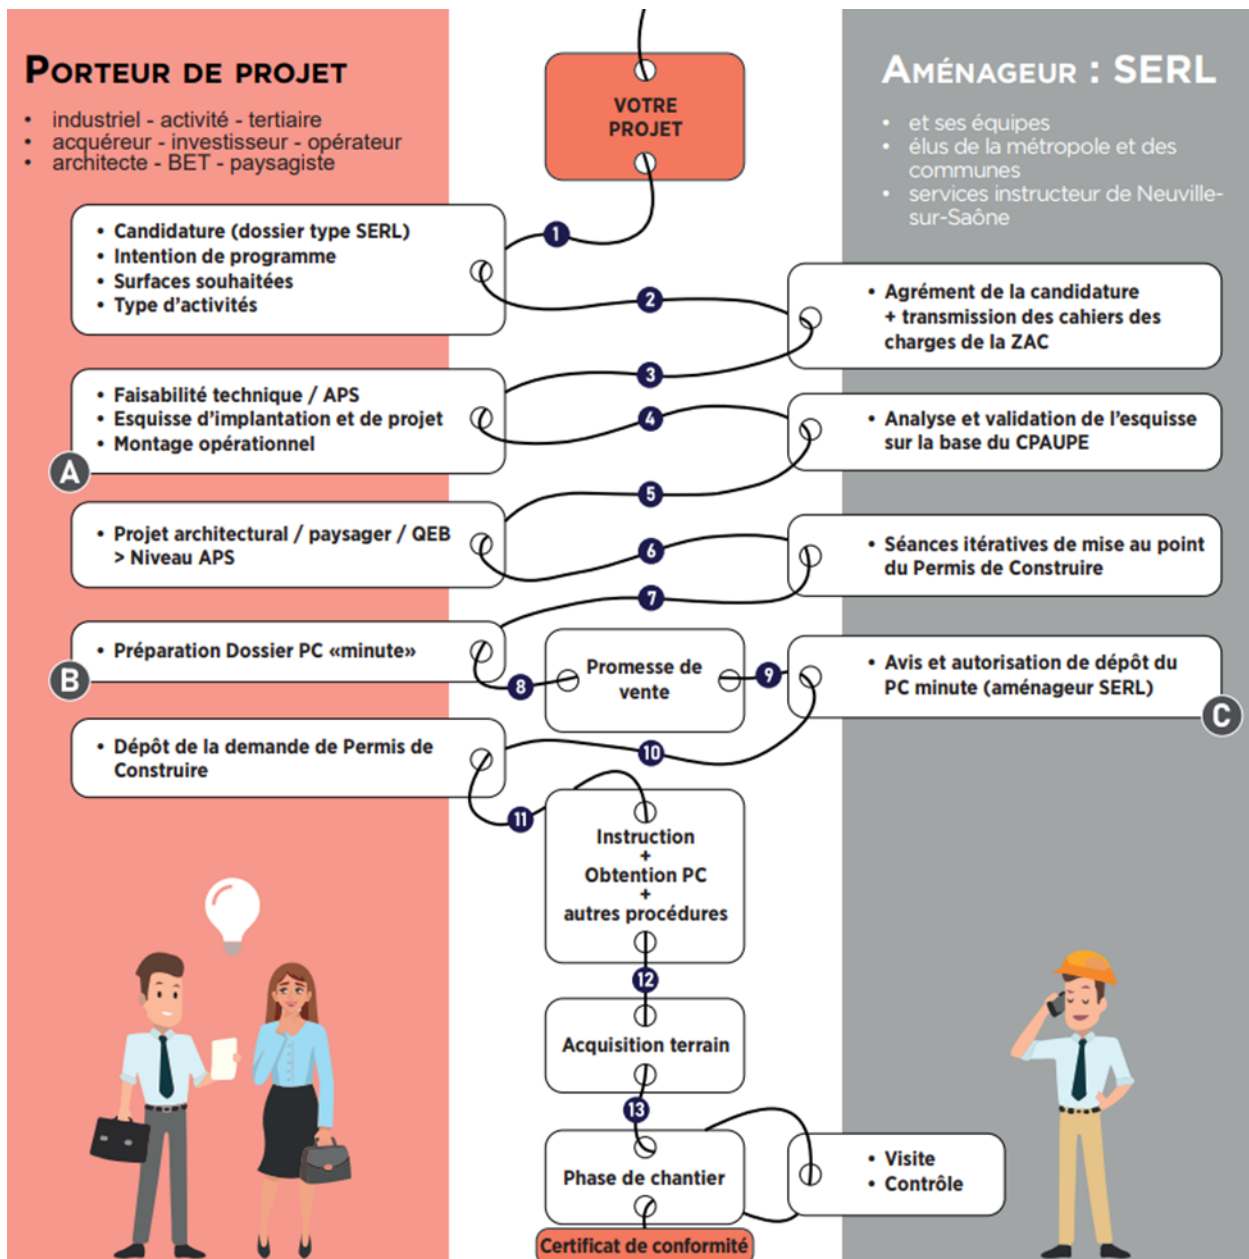 PORTEUR DE PROJET
• industriel - activité - tertiaire
• acquéreur - investisseur - opérateur
• architecte - BET - paysagiste
VOTRE
PROJET
AMÉNAGEUR : SERL
• et ses équipes
• élus de la métropole et des
communes
• services instructeur de Neuville-
sur-Saône
1
• Candidature (dossier type SERL)
• Intention de programme
• Surfaces souhaitées
• Type d'activités
2
• Agrément de la candidature
+ transmission des cahiers des
charges de la ZAC
3
• Faisabilité technique / APS
• Esquisse d'implantation et de projet
• Montage opérationnel
A
4
• Analyse et validation de l'esquisse
sur la base du CPAUPE
5
• Projet architectural / paysager / QEB
> Niveau APS
6
• Séances itératives de mise au point
du Permis de Construire
7
• Préparation Dossier PC «minute»
B
8
Promesse de
vente
9
• Avis et autorisation de dépôt du
PC minute (aménageur SERL)
C
10
• Dépôt de la demande de Permis de
Construire
11
Instruction
+
Obtention PC
+
autres procédures
12
Acquisition terrain
13
Phase de chantier
• Visite
• Contrôle
Certificat de conformité